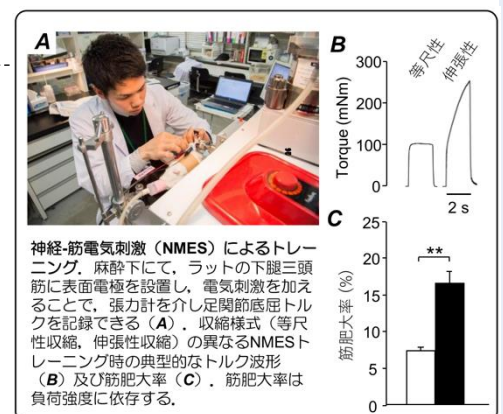 A
B
等尺性
伸張性
Torque (mNm)
300
200
100
0
2 s
C
25
20
15
10
5
0
筋肥大率 (%)
**
神経-筋電気刺激（NMES）によるトレー
ニング．麻酔下にて，ラットの下腿三頭
筋に表面電極を設置し，電気刺激を加え
ることで，張力計を介し足関節底屈トル
クを記録できる（A）．収縮様式（等尺
性収縮，伸張性収縮）の異なるNMESト
レーニング時の典型的なトルク波形
（B）及び筋肥大率（C）．筋肥大率は
負荷強度に依存する．